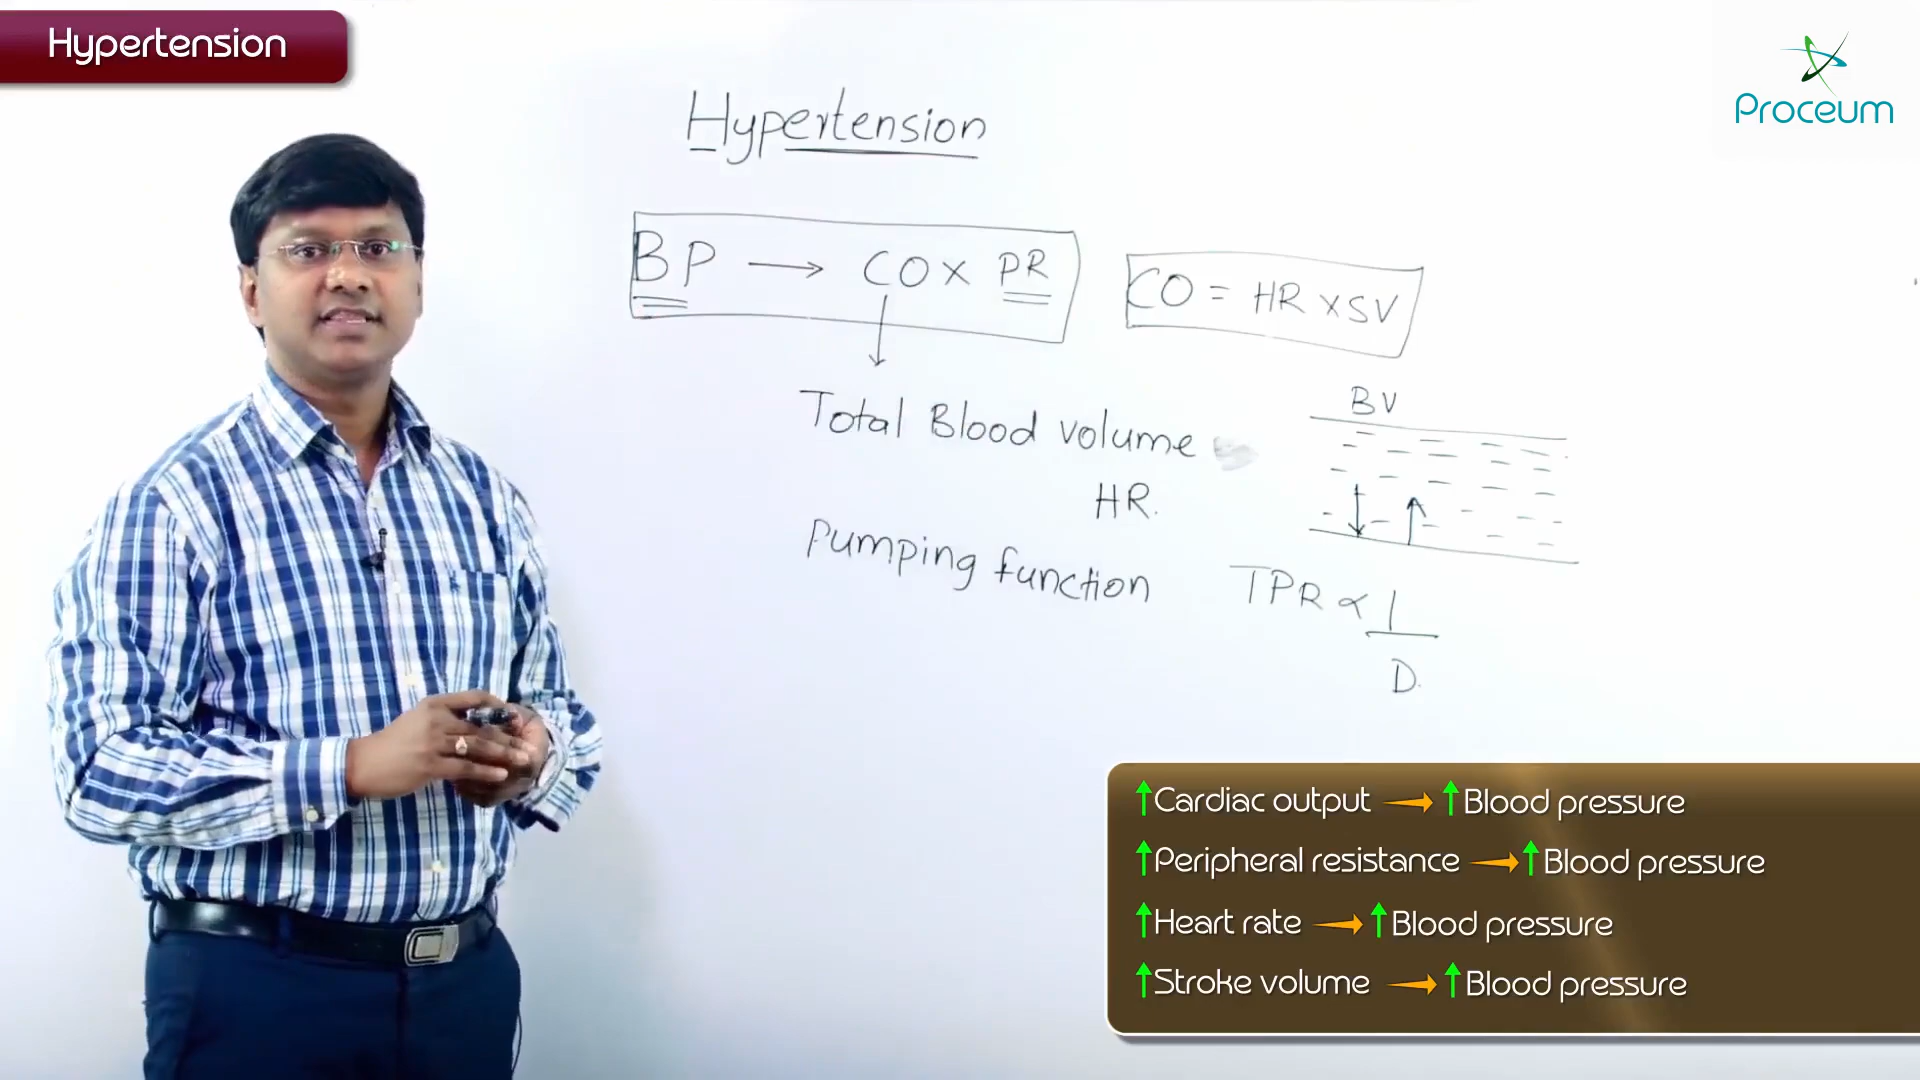 Hypertension
Proceum
Hypertension
BP → CO x PR
CO = HR x SV
BV
Total Blood volume
HR.
Pumping function
TPR ∝ 1
D.
↑Cardiac output → ↑Blood pressure
↑Peripheral resistance → ↑Blood pressure
↑Heart rate → ↑Blood pressure
↑Stroke volume → ↑Blood pressure